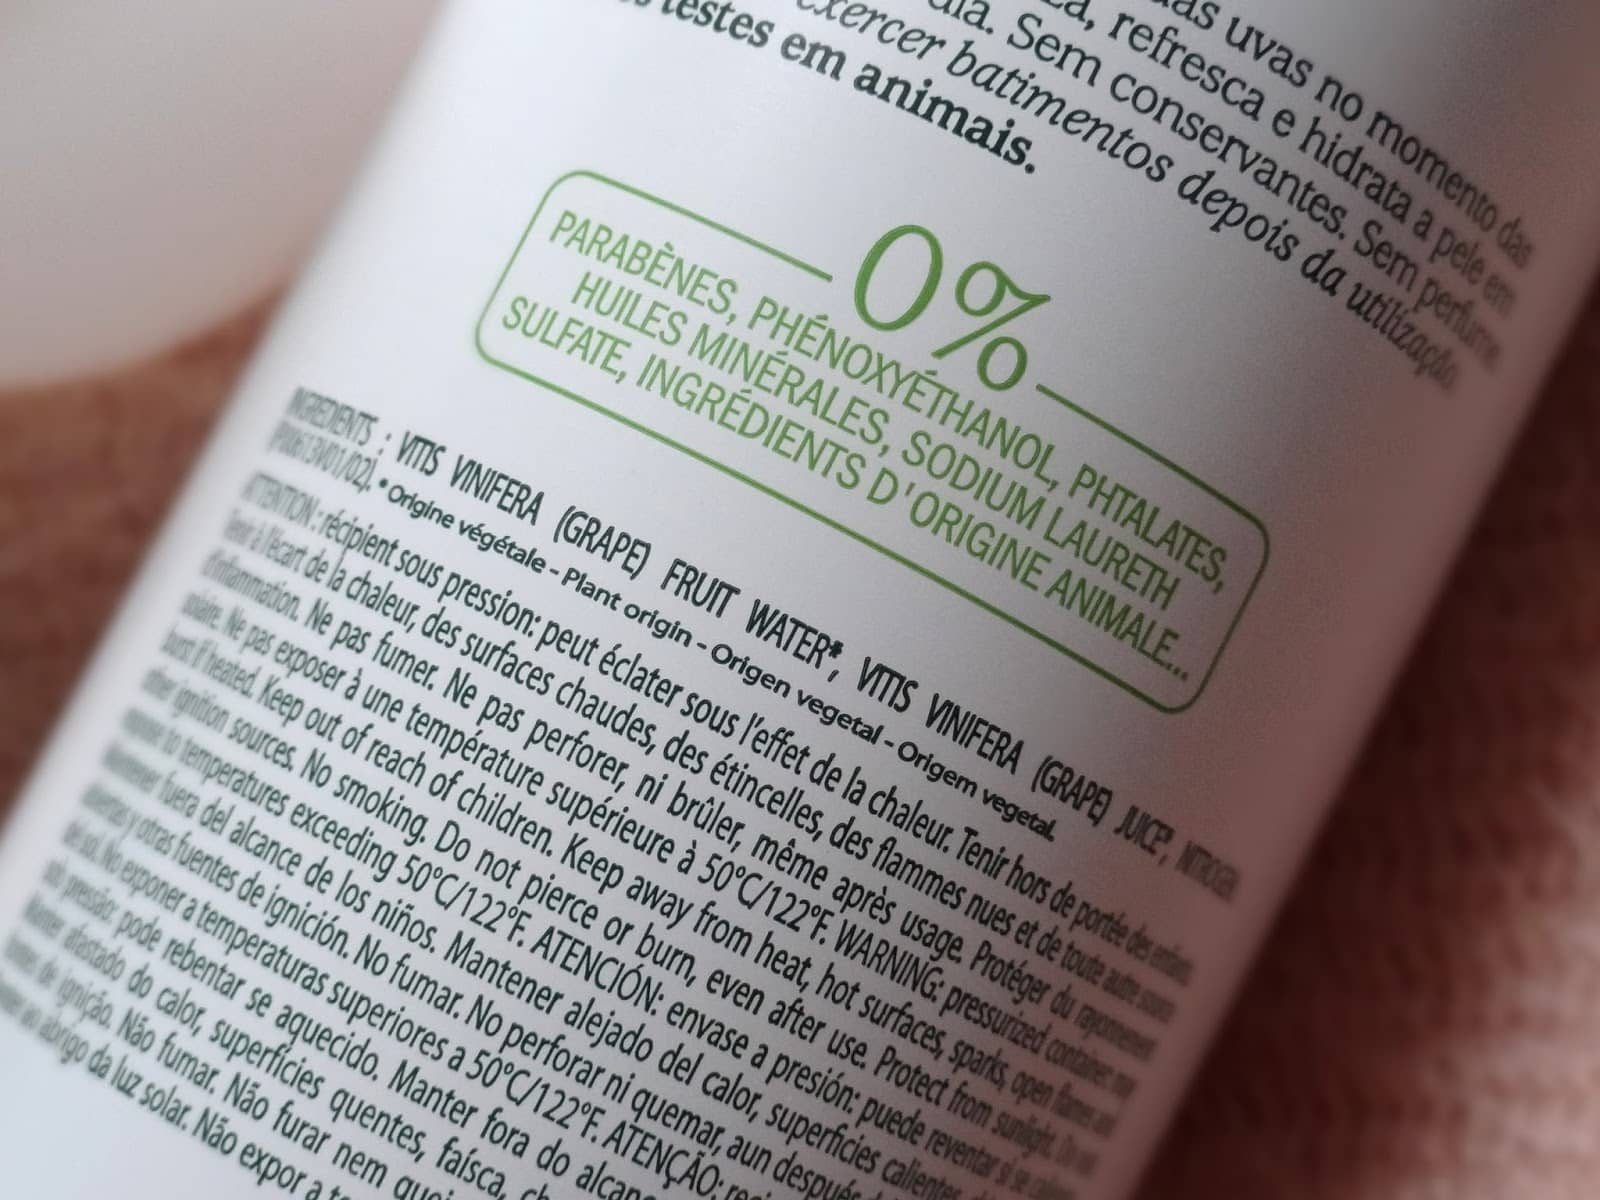 das uvas no momento das
refresca e hidrata a pele em
dia. Sem conservantes. Sem perfume.
exercer batimentos depois da utilização.
testes em animais.
0%
PARABÈNES, PHÉNOXYÉTHANOL, PHTALATES,
HUILES MINÉRALES, SODIUM LAURETH
SULFATE, INGRÉDIENTS D'ORIGINE ANIMALE...
INGREDIENTS : VITIS VINIFERA (GRAPE) FRUIT WATER*, VITIS VINIFERA (GRAPE) JUICE*, NITROGEN
* Origine végétale - Plant origin - Origen vegetal - Origem vegetal.
ATTENTION : récipient sous pression: peut éclater sous l'effet de la chaleur. Tenir hors de portée des enfants.
Tenir à l'écart de la chaleur, des surfaces chaudes, des étincelles, des flammes nues et de toute autre source
d'inflammation. Ne pas fumer. Ne pas perforer, ni brûler, même après usage. Protéger du rayonnement
solaire. Ne pas exposer à une température supérieure à 50°C/122°F. WARNING: pressurized container: may
burst if heated. Keep out of reach of children. Keep away from heat, hot surfaces, sparks, open flames and
other ignition sources. No smoking. Do not pierce or burn, even after use. Protect from sunlight. Do not
expose to temperatures exceeding 50°C/122°F. ATENCIÓN: envase a presión: puede reventar si se calienta.
Mantener fuera del alcance de los niños. Mantener alejado del calor, superficies calientes,
abiertas y otras fuentes de ignición. No fumar. No perforar ni quemar, aun después
del sol. No exponer a temperaturas superiores a 50°C/122°F. ATENÇÃO:
sob pressão: pode rebentar se aquecido. Manter fora do
Manter afastado do calor, superfícies quentes, faísca,
fontes de ignição. Não fumar. Não furar nem
ao abrigo da luz solar. Não expor a